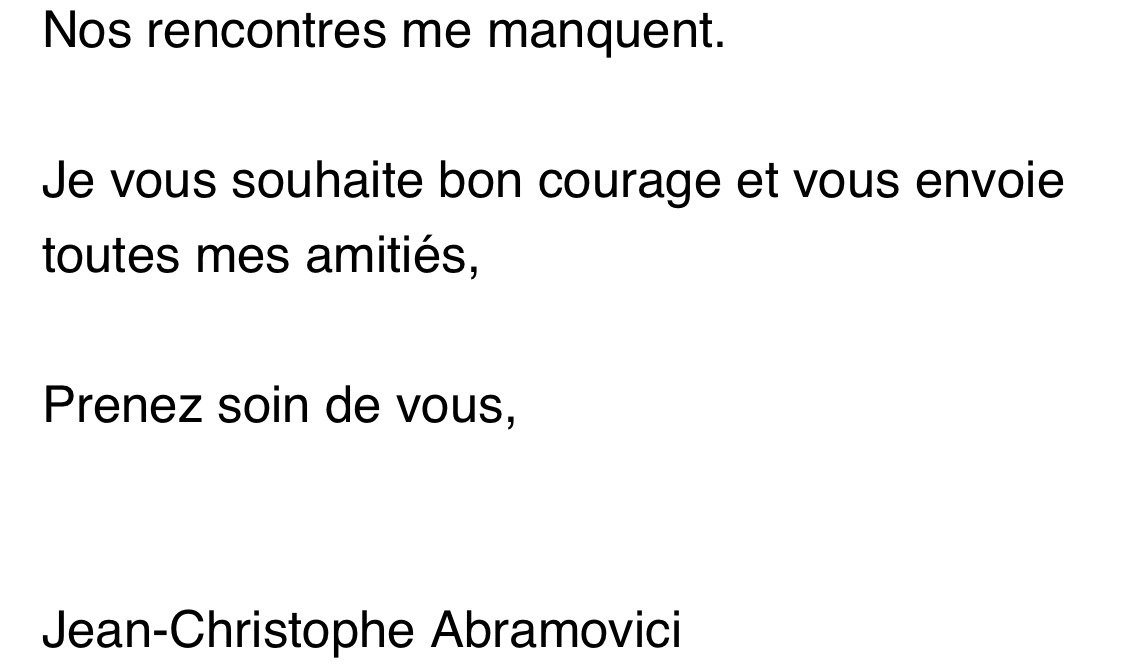 Nos rencontres me manquent.
Je vous souhaite bon courage et vous envoie
toutes mes amitiés,
Prenez soin de vous,
Jean-Christophe Abramovici